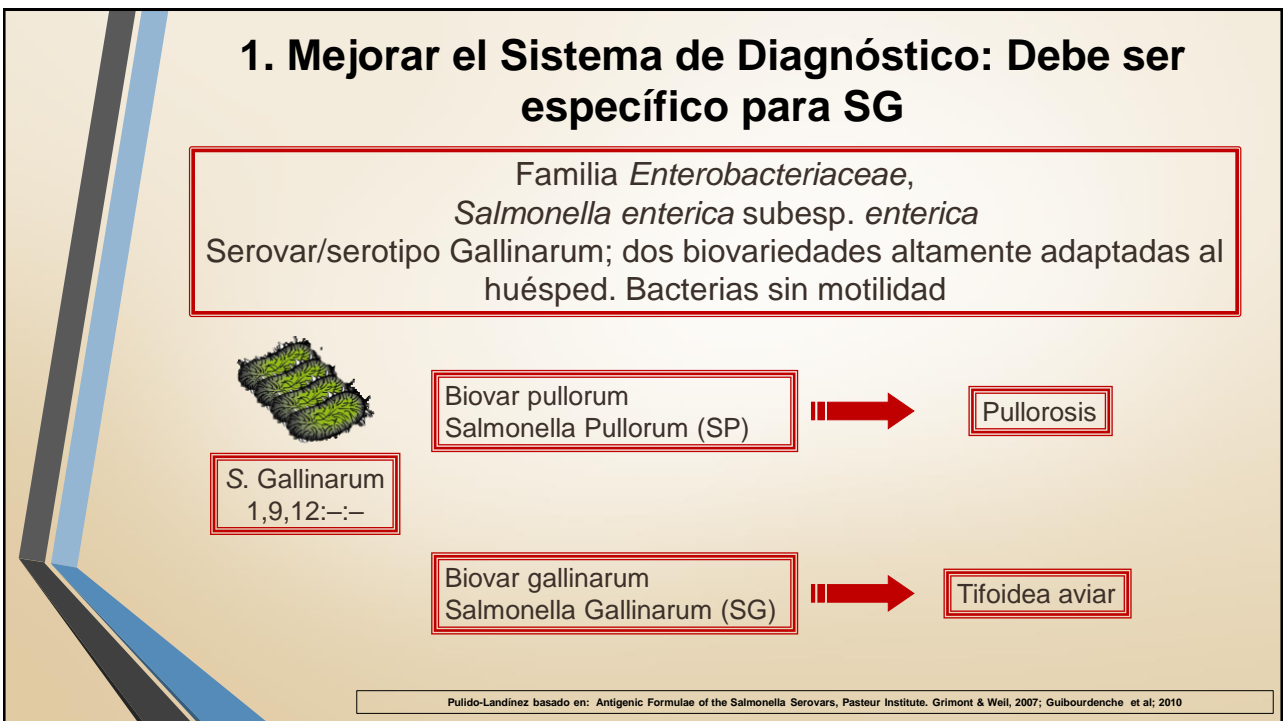 1. Mejorar el Sistema de Diagnóstico: Debe ser
específico para SG
Familia Enterobacteriaceae,
Salmonella enterica subesp. enterica
Serovar/serotipo Gallinarum; dos biovariedades altamente adaptadas al
huésped. Bacterias sin motilidad
Biovar pullorum
Salmonella Pullorum (SP)
Pullorosis
S. Gallinarum
1,9,12:–:–
Biovar gallinarum
Salmonella Gallinarum (SG)
Tifoidea aviar
Pulido-Landínez basado en: Antigenic Formulae of the Salmonella Serovars, Pasteur Institute. Grimont & Weil, 2007; Guibourdenche et al; 2010